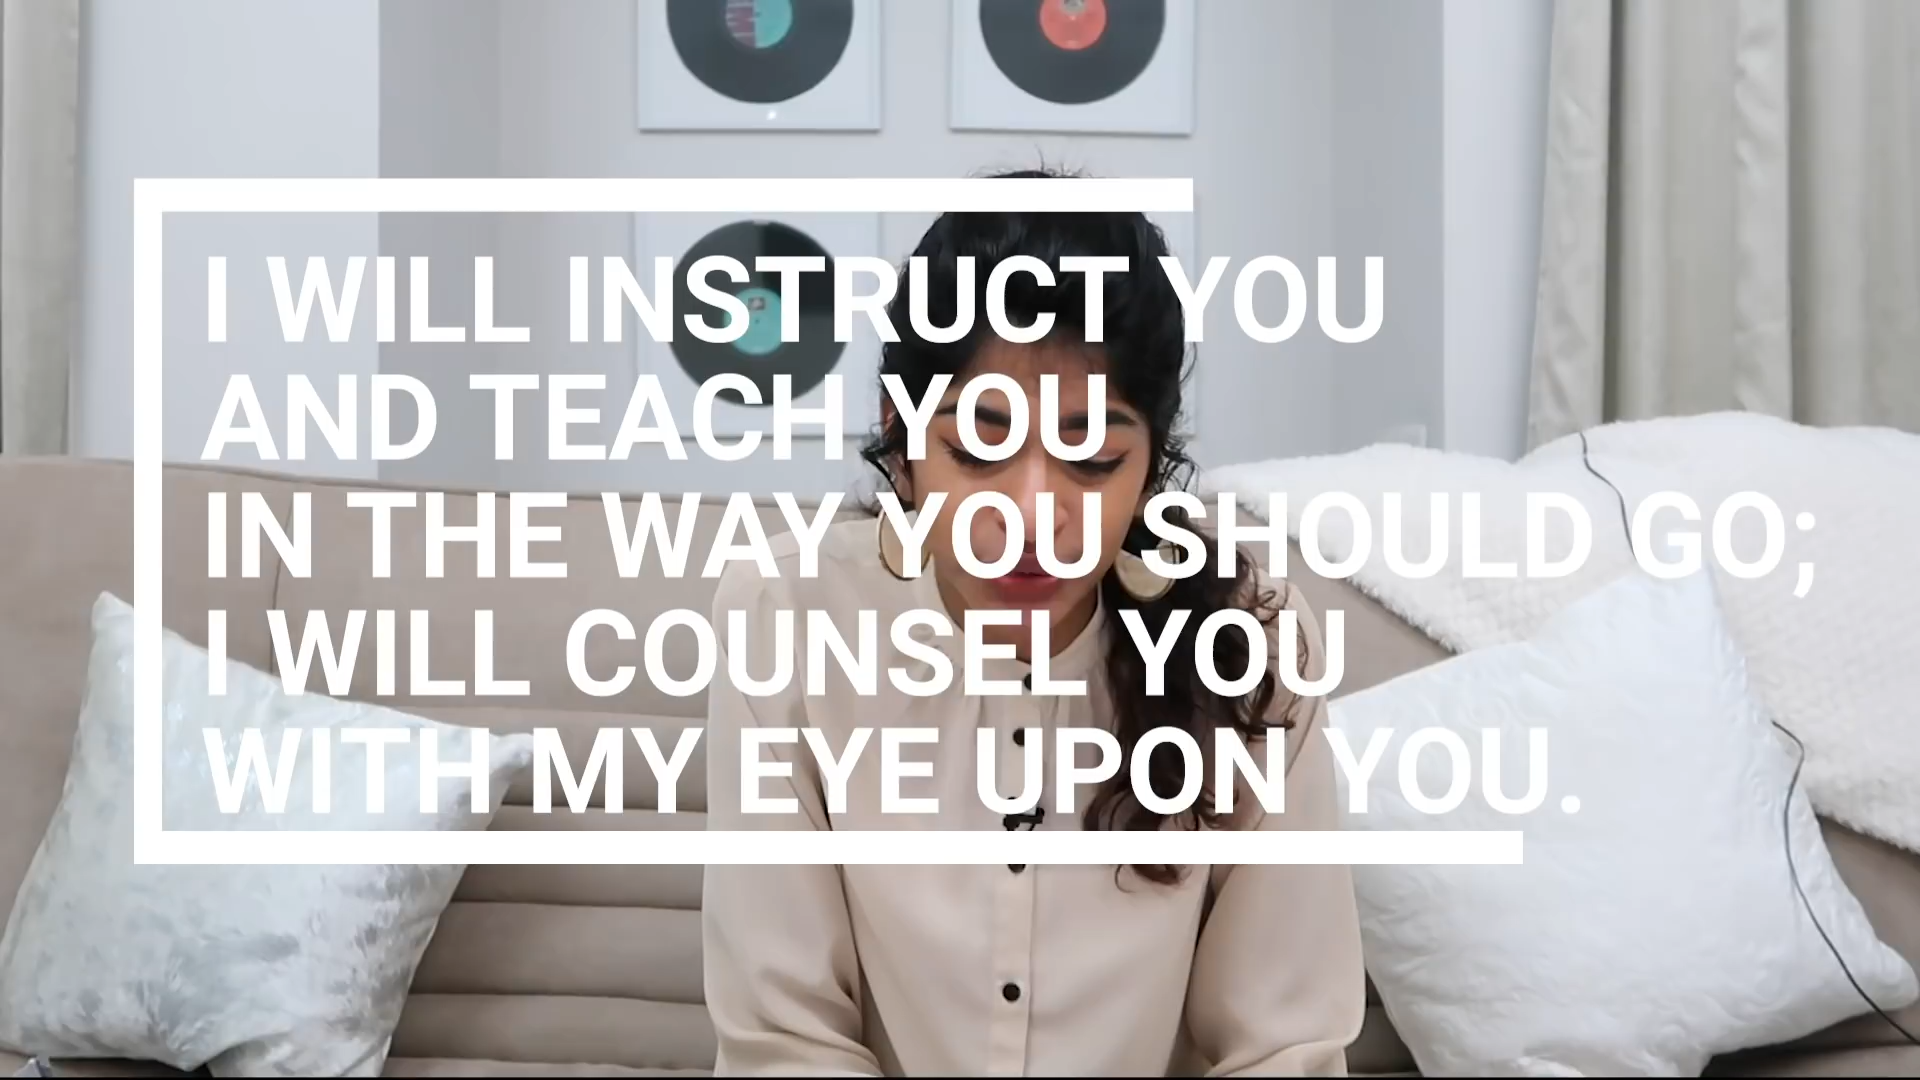 I WILL INSTRUCT YOU
AND TEACH YOU
IN THE WAY YOU SHOULD GO;
I WILL COUNSEL YOU
WITH MY EYE UPON YOU.